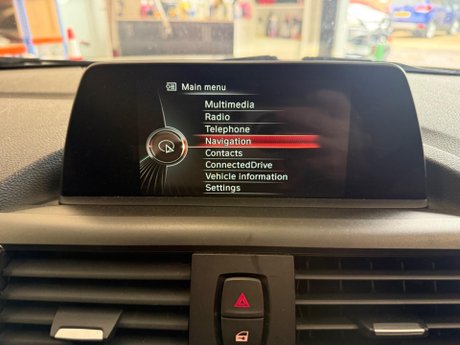 Main menu
Multimedia
Radio
Telephone
Navigation
Contacts
ConnectedDrive
Vehicle information
Settings